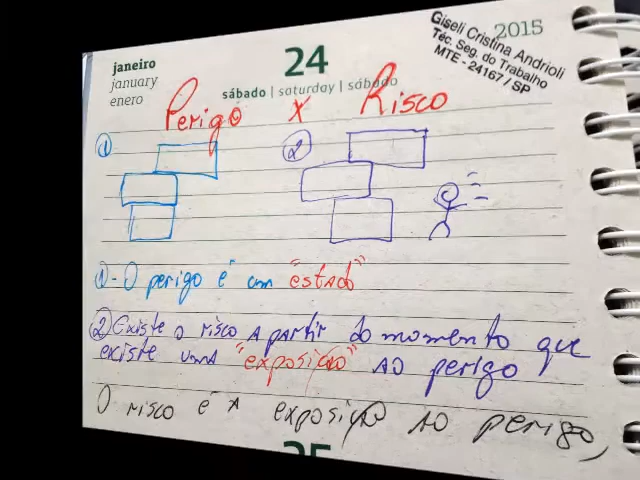 janeiro
january
enero
24
sábado | saturday | sábado
2015
Giseli Cristina Andrioli
Téc. Seg. do Trabalho
MTE - 24167 / SP
Perigo x Risco
1 2
1 - O perigo é um "estado"
2 Existe o risco A partir do momento que
existe uma "exposição" AO perigo
O risco é A exposição AO perigo,
25